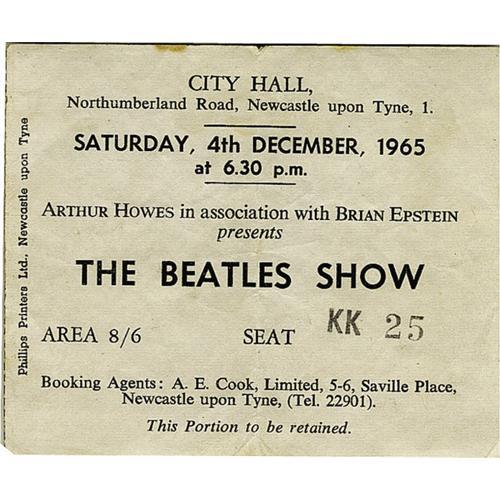 CITY HALL,
Northumberland Road, Newcastle upon Tyne, 1.
SATURDAY, 4th DECEMBER, 1965
at 6.30 p.m.
ARTHUR HOWES in association with BRIAN EPSTEIN
presents
THE BEATLES SHOW
AREA 8/6 SEAT KK 25
Booking Agents: A. E. Cook, Limited, 5-6, Saville Place,
Newcastle upon Tyne, (Tel. 22901).
This Portion to be retained.
Phillips Printers Ltd., Newcastle upon Tyne